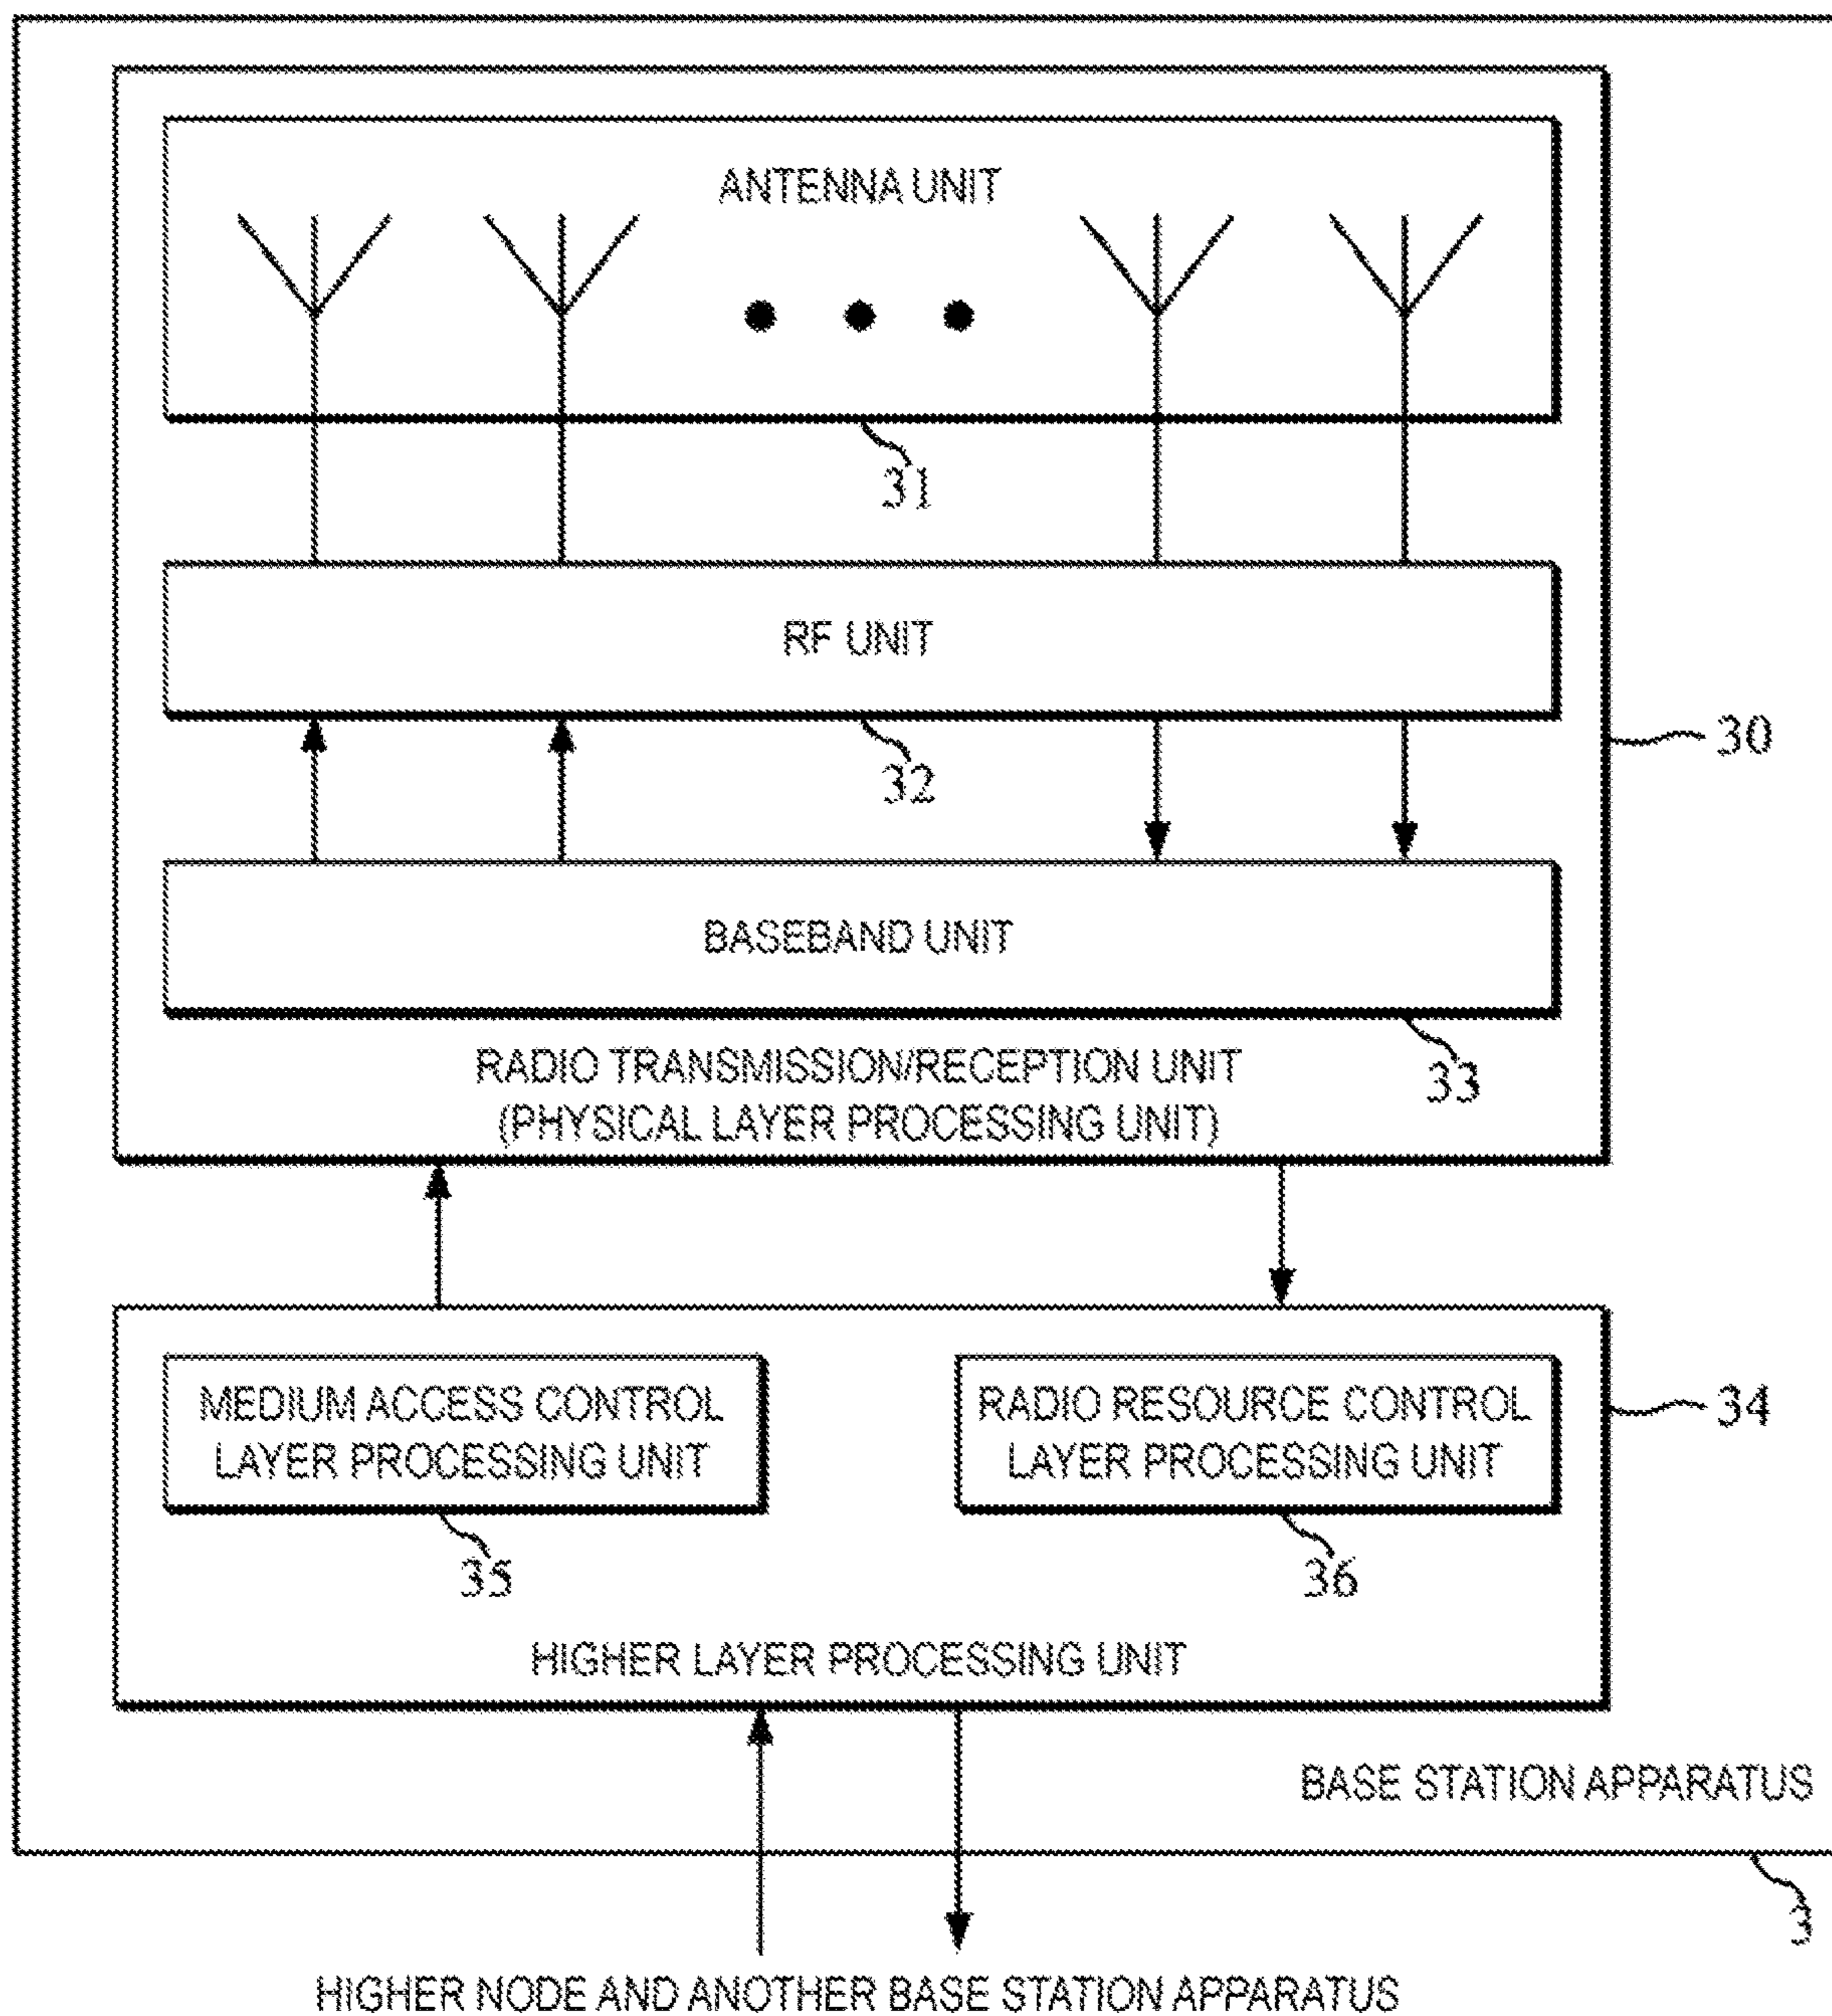 ANTENNA UNIT
31
RF UNIT
32
30
BASEBAND UNIT
33
RADIO TRANSMISSION/RECEPTION UNIT
(PHYSICAL LAYER PROCESSING UNIT)
MEDIUM ACCESS CONTROL
LAYER PROCESSING UNIT
35
RADIO RESOURCE CONTROL
LAYER PROCESSING UNIT
36
34
HIGHER LAYER PROCESSING UNIT
BASE STATION APPARATUS
3
HIGHER NODE AND ANOTHER BASE STATION APPARATUS